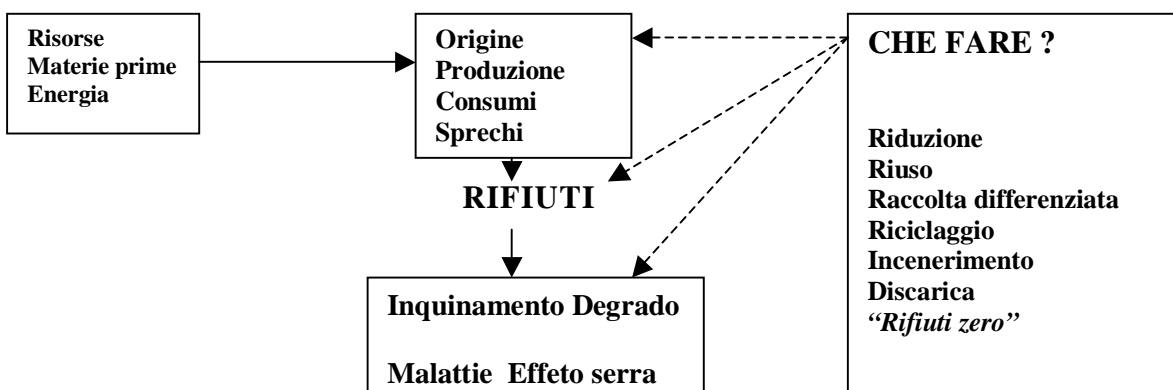 Risorse
Materie prime
Energia
Origine
Produzione
Consumi
Sprechi
RIFIUTI
Inquinamento Degrado
Malattie Effeto serra
CHE FARE ?
Riduzione
Riuso
Raccolta differenziata
Riciclaggio
Incenerimento
Discarica
“Rifiuti zero”